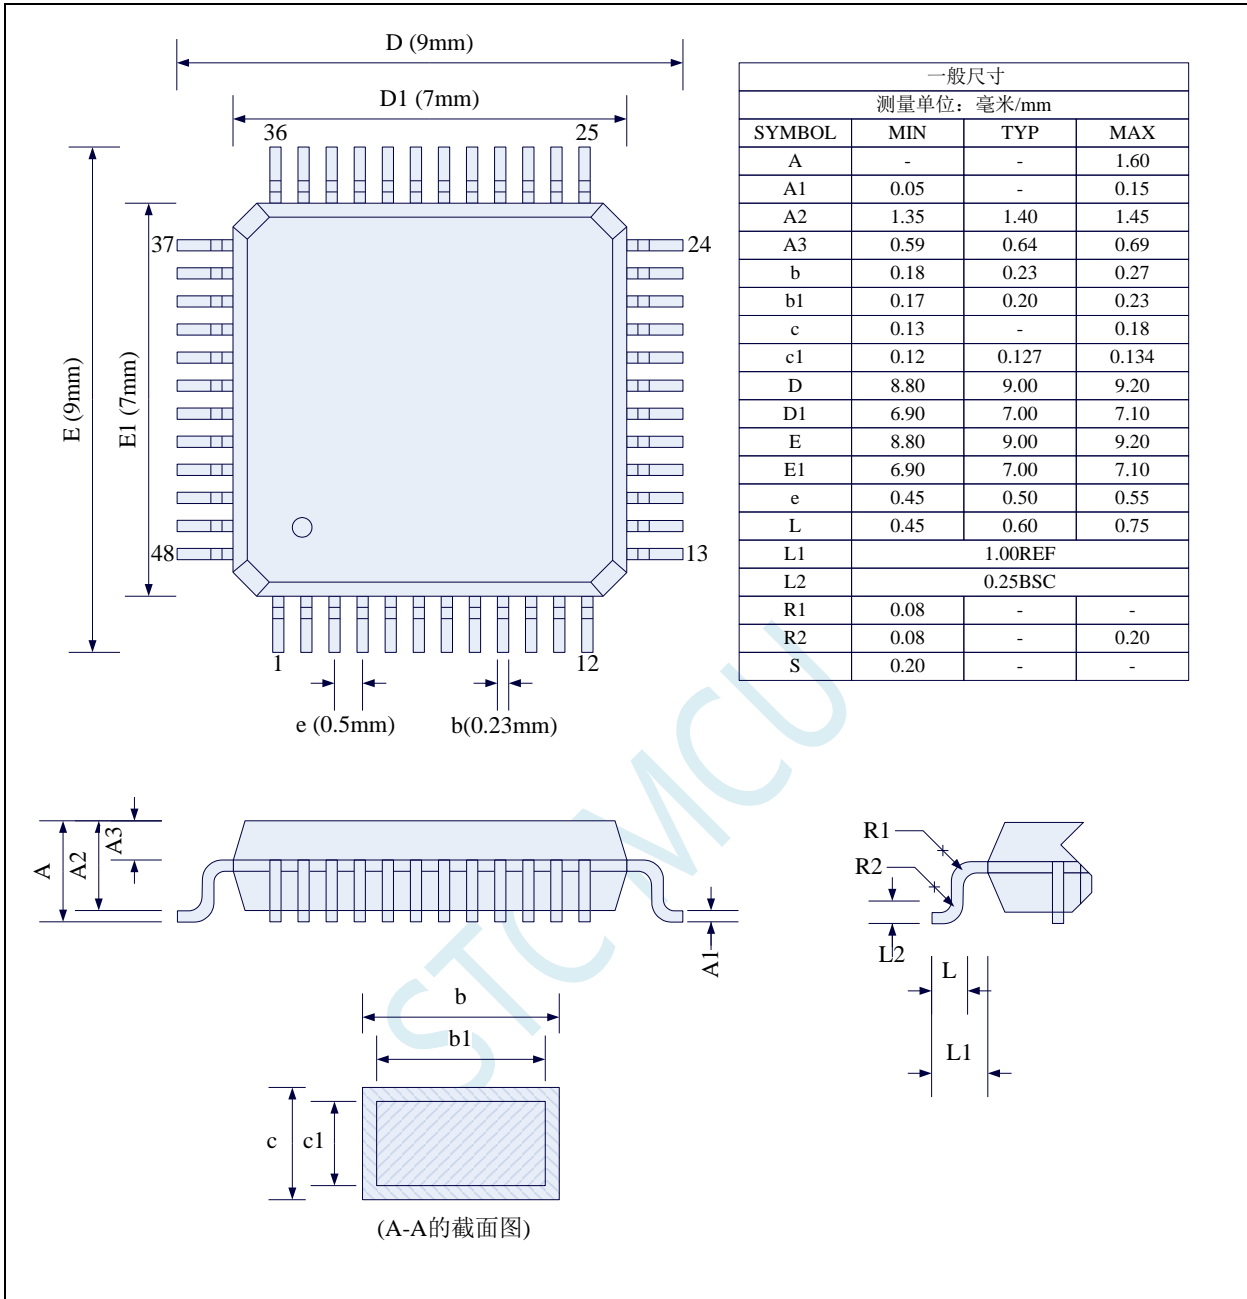 D (9mm)
D1 (7mm)
36 25
37 24
E (9mm)
E1 (7mm)
48 13
1 12
e (0.5mm) b(0.23mm)
一般尺寸
测量单位：毫米/mm
SYMBOL MIN TYP MAX
A - - 1.60
A1 0.05 - 0.15
A2 1.35 1.40 1.45
A3 0.59 0.64 0.69
b 0.18 0.23 0.27
b1 0.17 0.20 0.23
c 0.13 - 0.18
c1 0.12 0.127 0.134
D 8.80 9.00 9.20
D1 6.90 7.00 7.10
E 8.80 9.00 9.20
E1 6.90 7.00 7.10
e 0.45 0.50 0.55
L 0.45 0.60 0.75
L1 1.00REF
L2 0.25BSC
R1 0.08 - -
R2 0.08 - 0.20
S 0.20 - -
STC MCU
A
A2
A3
A1
R1
R2
L2
L
L1
b
b1
c
c1
(A-A的截面图)